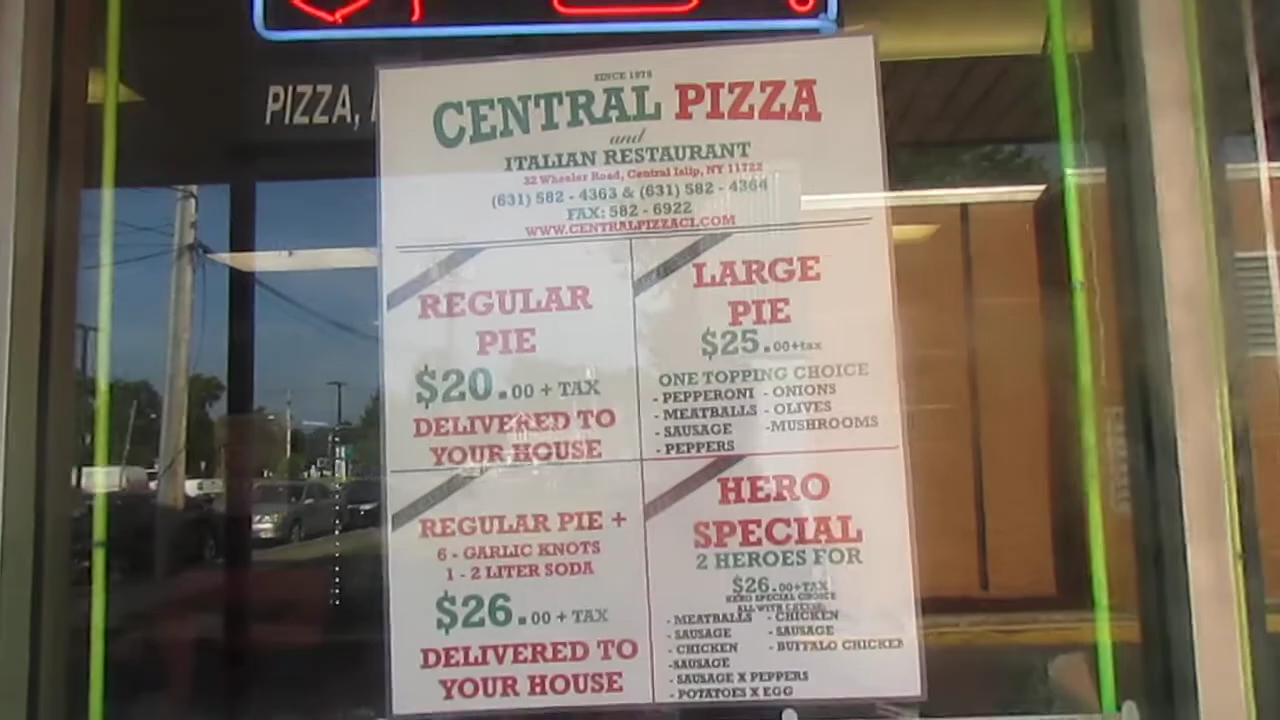 PIZZA,
SINCE 1975
CENTRAL PIZZA
and
ITALIAN RESTAURANT
32 Wheeler Road, Central Islip, NY 11722
(631) 582 - 4363 & (631) 582 - 4364
FAX: 582 - 6922
WWW.CENTRALPIZZACI.COM
REGULAR
PIE
$20.00 + TAX
DELIVERED TO
YOUR HOUSE
LARGE
PIE
$25.00+tax
ONE TOPPING CHOICE
- PEPPERONI - ONIONS
- MEATBALLS - OLIVES
- SAUSAGE -MUSHROOMS
- PEPPERS
REGULAR PIE +
6 - GARLIC KNOTS
1 - 2 LITER SODA
$26.00 + TAX
DELIVERED TO
YOUR HOUSE
HERO
SPECIAL
2 HEROES FOR
$26.00+TAX
HERO SPECIAL CHOICE
ALL WITH CHEESE
- MEATBALLS - CHICKEN
- SAUSAGE - SAUSAGE
- CHICKEN - BUFFALO CHICKEN
-SAUSAGE
- SAUSAGE X PEPPERS
- POTATOES X EGG